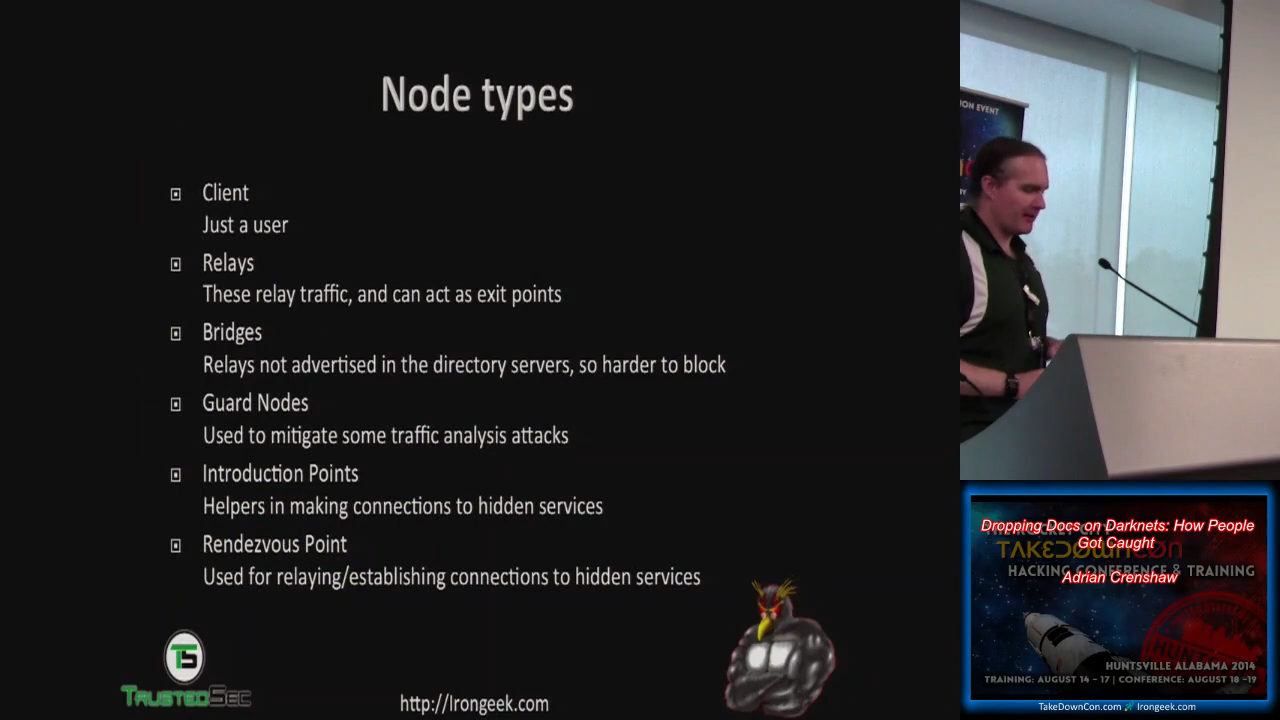 Node types
Client
Just a user
Relays
These relay traffic, and can act as exit points
Bridges
Relays not advertised in the directory servers, so harder to block
Guard Nodes
Used to mitigate some traffic analysis attacks
Introduction Points
Helpers in making connections to hidden services
Rendezvous Point
Used for relaying/establishing connections to hidden services
TS
TRUSTEDSEC
http://Irongeek.com
ION EVENT
Dropping Docs on Darknets: How People
Got Caught
TAKEDOWNCON
HACKING CONFERENCE & TRAINING
Adrian Crenshaw
HUNTSVILLE ALABAMA 2014
TRAINING: AUGUST 14 - 17 | CONFERENCE: AUGUST 18 -19
TakeDownCon.com Irongeek.com